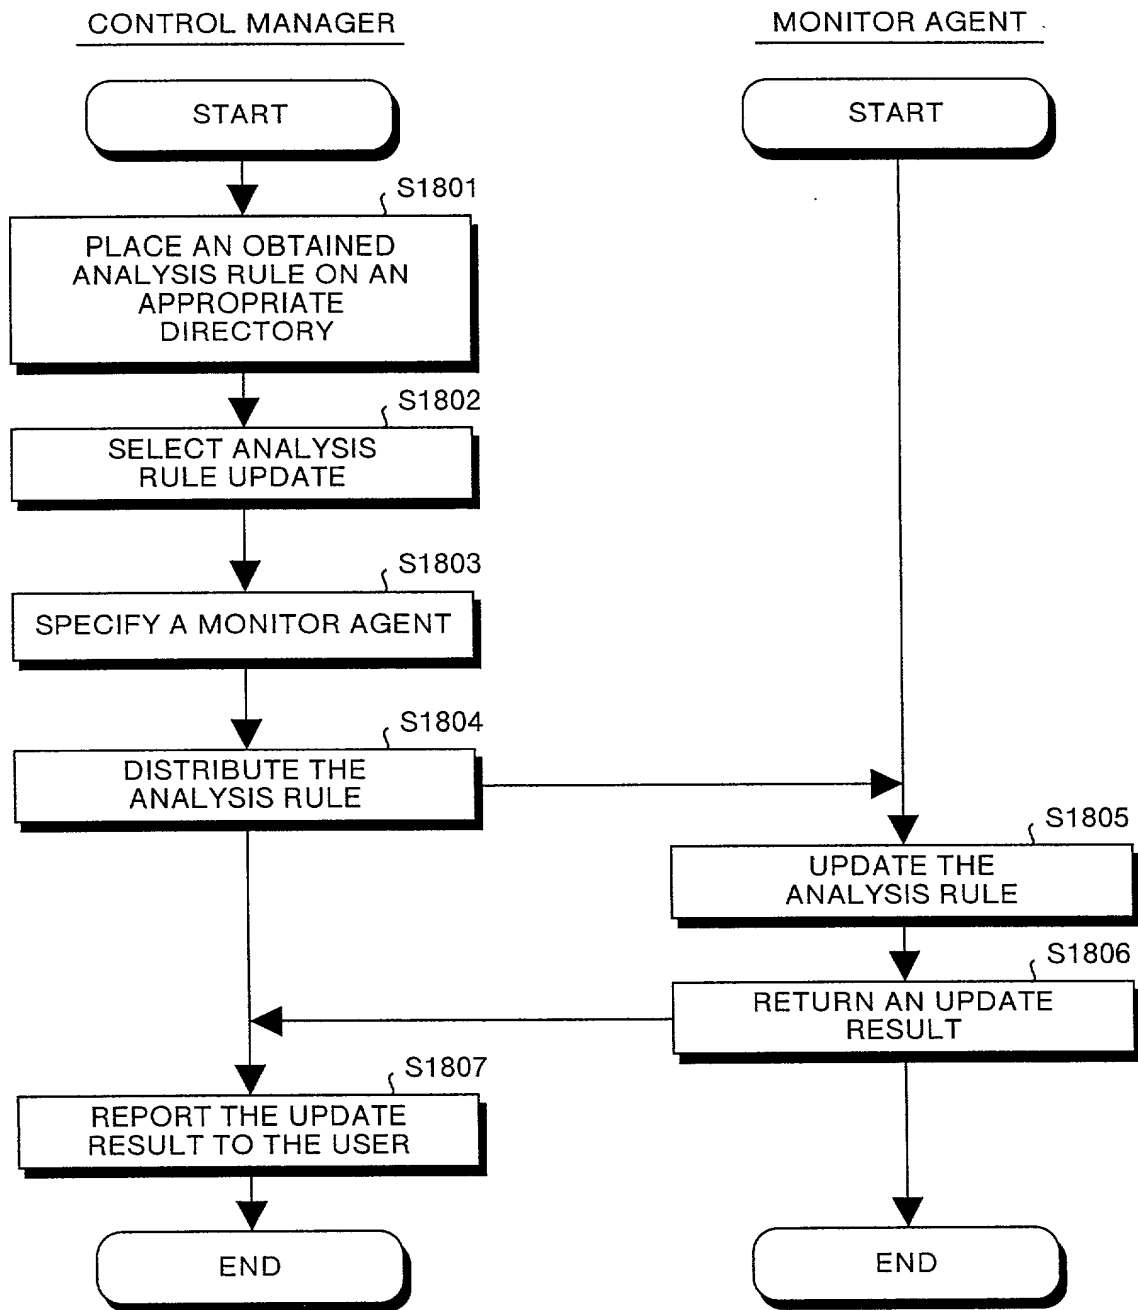 CONTROL MANAGER
MONITOR AGENT
START
START
S1801
PLACE AN OBTAINED
ANALYSIS RULE ON AN
APPROPRIATE
DIRECTORY
S1802
SELECT ANALYSIS
RULE UPDATE
S1803
SPECIFY A MONITOR AGENT
S1804
DISTRIBUTE THE
ANALYSIS RULE
S1805
UPDATE THE
ANALYSIS RULE
S1806
RETURN AN UPDATE
RESULT
S1807
REPORT THE UPDATE
RESULT TO THE USER
END
END